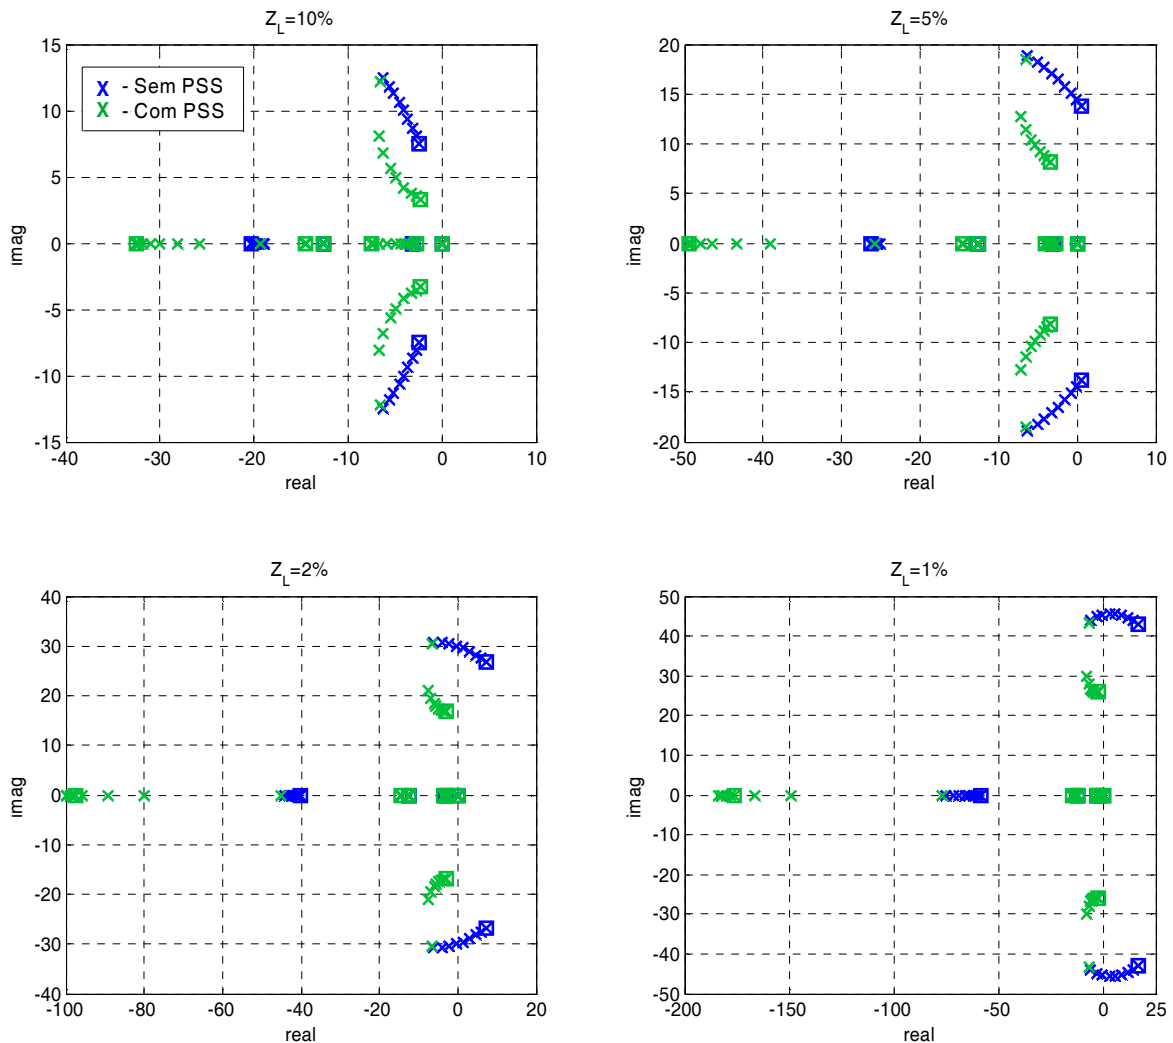 Z_L=10%
15
10
5
0
-5
-10
-15
-40 -30 -20 -10 0 10
real
imag
X - Sem PSS
X - Com PSS
Z_L=5%
20
15
10
5
0
-5
-10
-15
-20
-50 -40 -30 -20 -10 0 10
real
imag
Z_L=2%
40
30
20
10
0
-10
-20
-30
-40
-100 -80 -60 -40 -20 0 20
real
imag
Z_L=1%
50
40
30
20
10
0
-10
-20
-30
-40
-50
-200 -150 -100 -50 0 25
real
imag